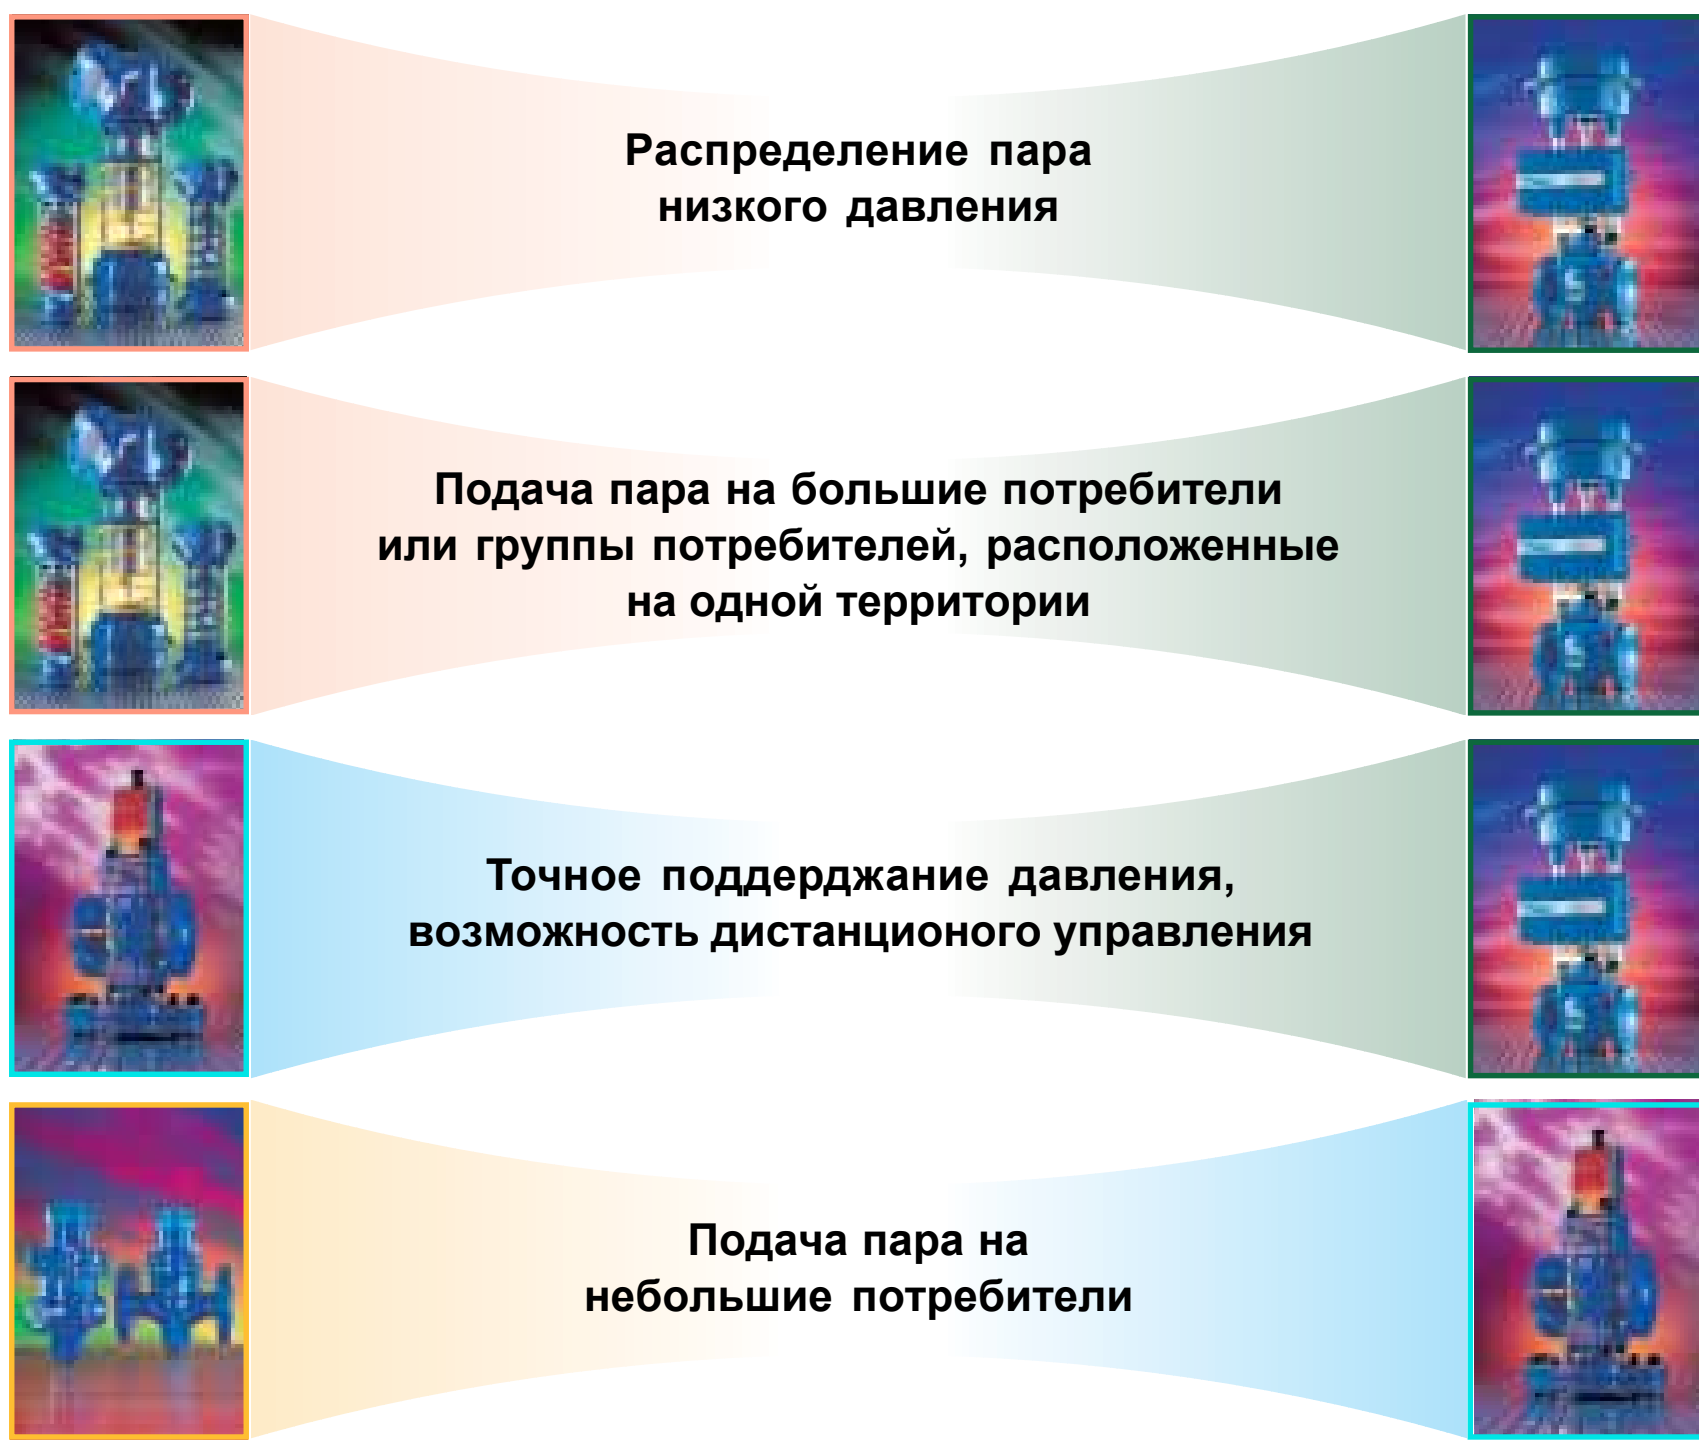 Распределение пара
низкого давления
Подача пара на большие потребители
или группы потребителей, расположенные
на одной территории
Точное поддерджание давления,
возможность дистанционого управления
Подача пара на
небольшие потребители